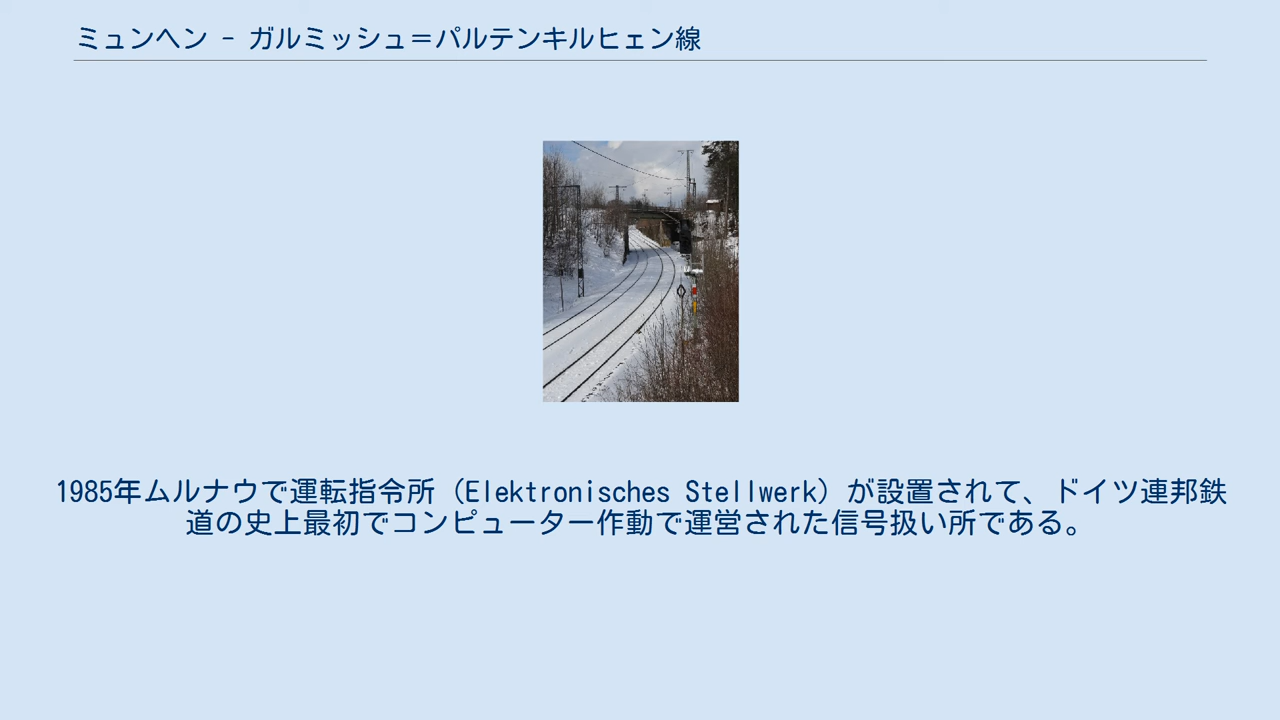 ミュンヘン - ガルミッシュ＝パルテンキルヒェン線
1985年ムルナウで運転指令所（Elektronisches Stellwerk）が設置されて、ドイツ連邦鉄
道の史上最初でコンピューター作動で運営された信号扱い所である。